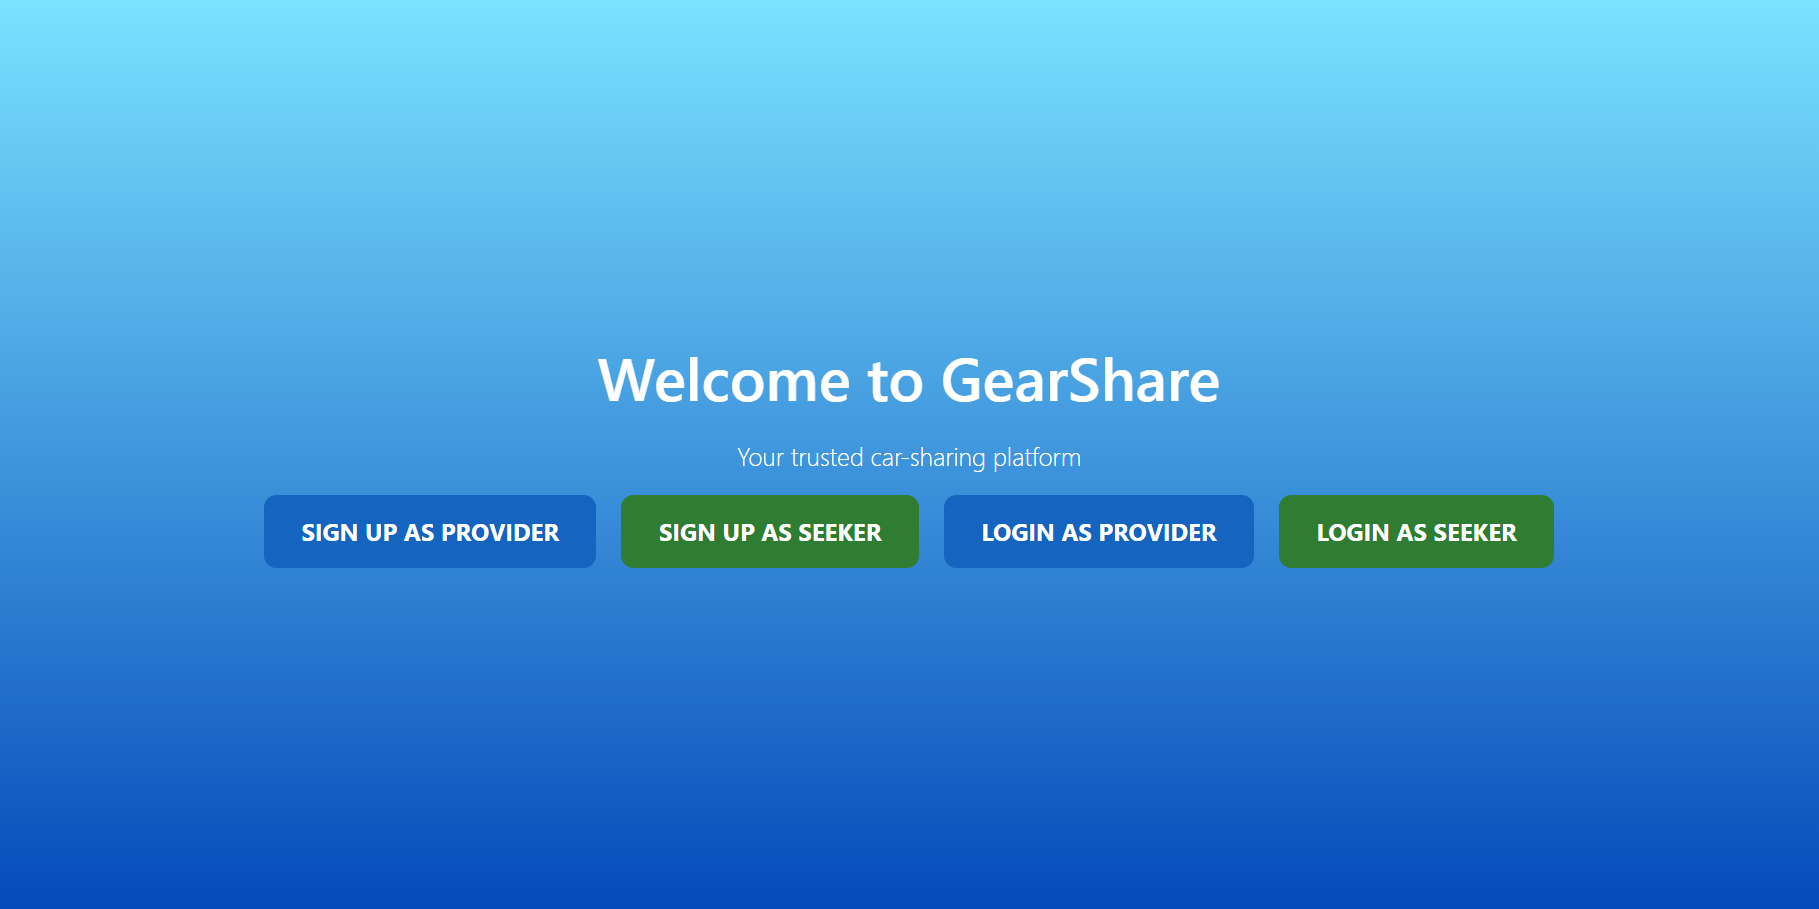 Welcome to GearShare
Your trusted car-sharing platform
SIGN UP AS PROVIDER
SIGN UP AS SEEKER
LOGIN AS PROVIDER
LOGIN AS SEEKER